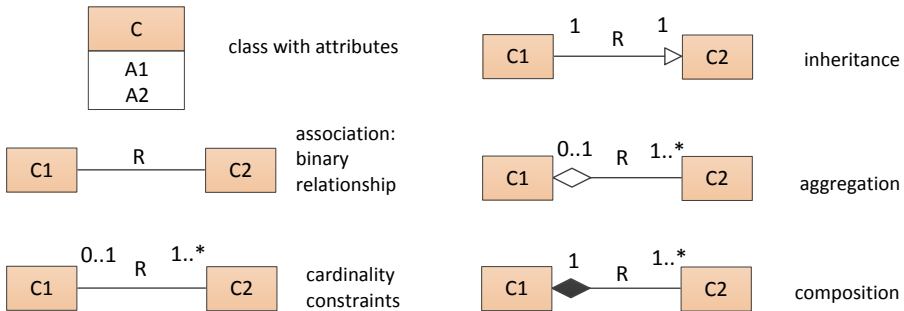 C
A1
A2
class with attributes
1 R 1
C1 C2
inheritance
R
C1 C2
association:
binary
relationship
0..1 R 1..*
C1 C2
aggregation
0..1 R 1..*
C1 C2
cardinality
constraints
1 R 1..*
C1 C2
composition